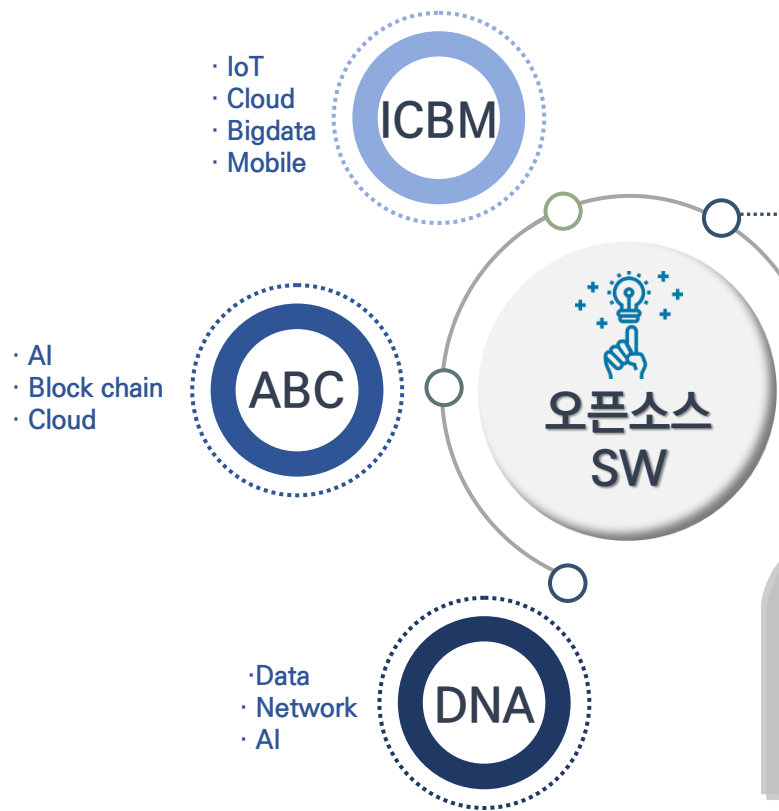 · IoT
· Cloud
· Bigdata
· Mobile
ICBM
· AI
· Block chain
· Cloud
ABC
오픈소스
SW
·Data
· Network
· AI
DNA